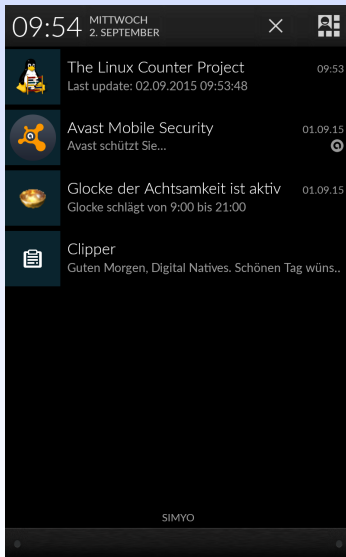 09:54 MITTWOCH
2. SEPTEMBER
The Linux Counter Project 09:53
Last update: 02.09.2015 09:53:48
Avast Mobile Security 01.09.15
Avast schützt Sie...
Glocke der Achtsamkeit ist aktiv 01.09.15
Glocke schlägt von 9:00 bis 21:00
Clipper
Guten Morgen, Digital Natives. Schönen Tag wüns..
SIMYO